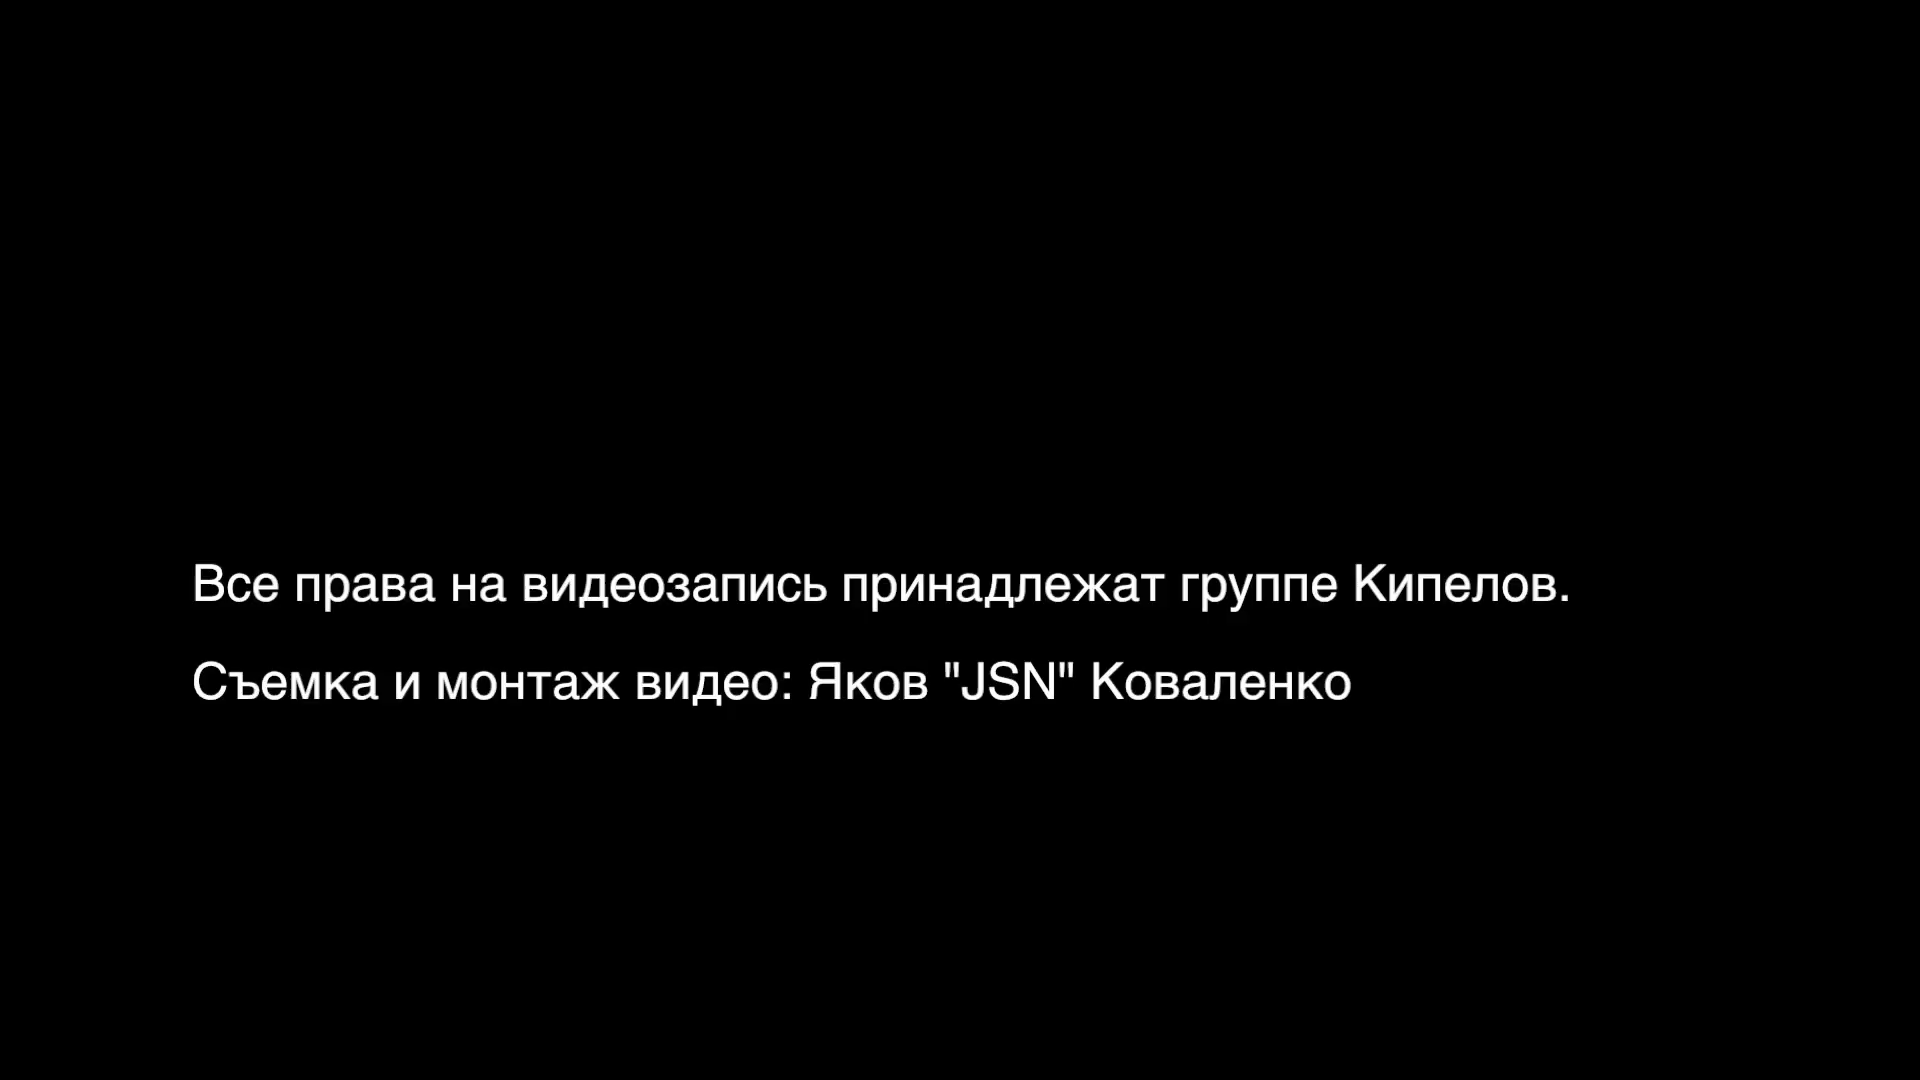 Все права на видеозапись принадлежат группе Кипелов.
Съемка и монтаж видео: Яков "JSN" Коваленко